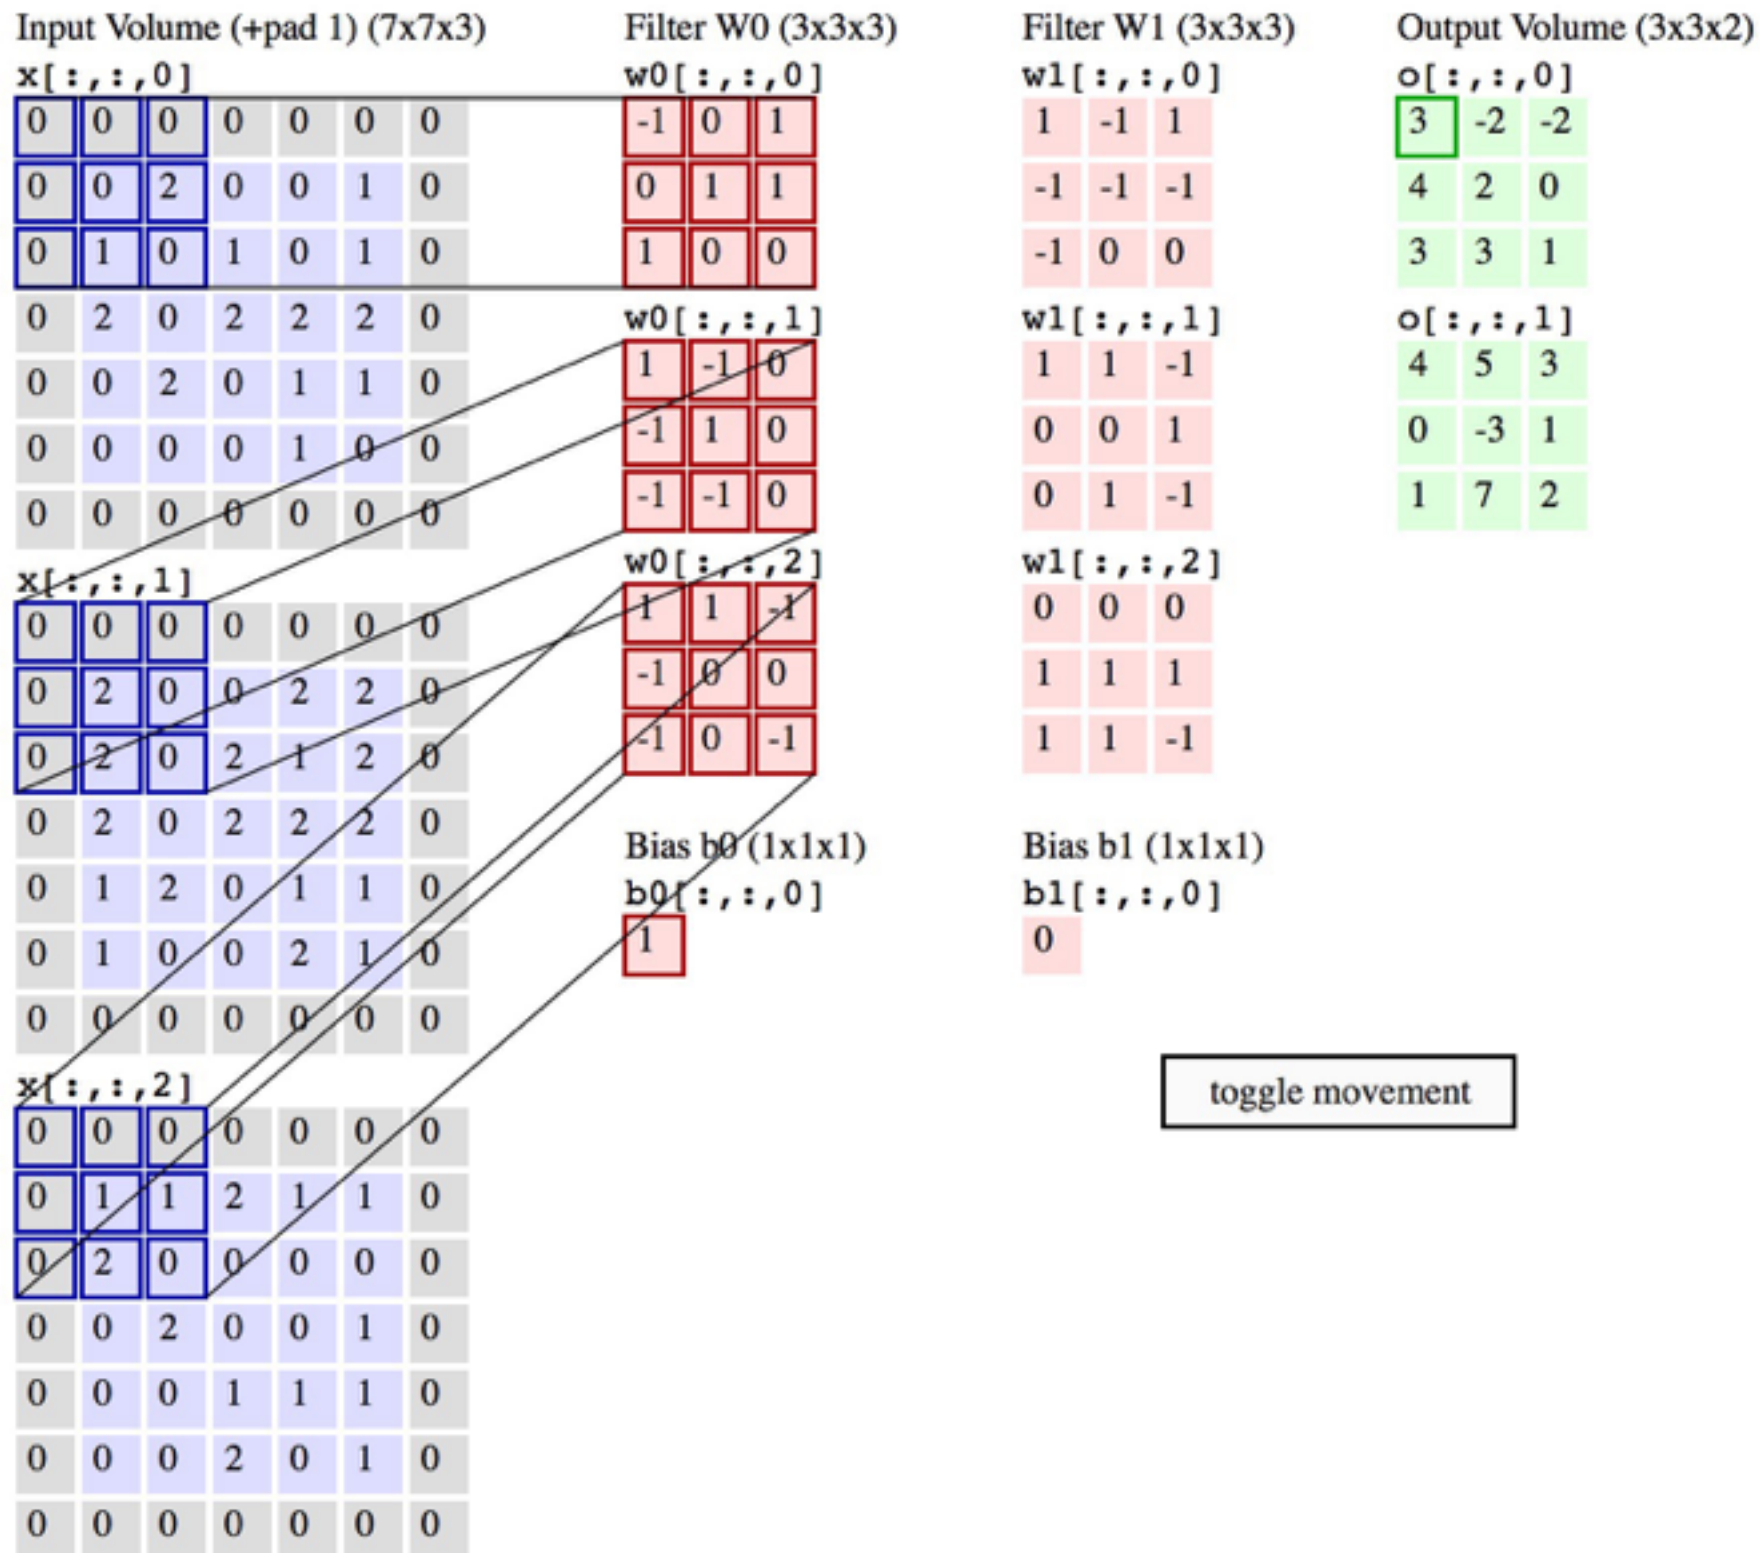 Input Volume (+pad 1) (7x7x3)
x[:,:,0]
0 0 0 0 0 0 0
0 0 2 0 0 1 0
0 1 0 1 0 1 0
0 2 0 2 2 2 0
0 0 2 0 1 1 0
0 0 0 0 1 0 0
0 0 0 0 0 0 0
x[:,:,1]
0 0 0 0 0 0 0
0 2 0 0 2 2 0
0 2 0 2 1 2 0
0 2 0 2 2 2 0
0 1 2 0 1 1 0
0 1 0 0 2 1 0
0 0 0 0 0 0 0
x[:,:,2]
0 0 0 0 0 0 0
0 1 1 2 1 1 0
0 2 0 0 0 0 0
0 0 2 0 0 1 0
0 0 0 1 1 1 0
0 0 0 2 0 1 0
0 0 0 0 0 0 0
Filter W0 (3x3x3)
w0[:,:,0]
-1 0 1
0 1 1
1 0 0
w0[:,:,1]
1 -1 0
-1 1 0
-1 -1 0
w0[:,:,2]
1 1 -1
-1 0 0
-1 0 -1
Bias b0 (1x1x1)
b0[:,:,0]
1
Filter W1 (3x3x3)
w1[:,:,0]
1 -1 1
-1 -1 -1
-1 0 0
w1[:,:,1]
1 1 -1
0 0 1
0 1 -1
w1[:,:,2]
0 0 0
1 1 1
1 1 -1
Bias b1 (1x1x1)
b1[:,:,0]
0
Output Volume (3x3x2)
o[:,:,0]
3 -2 -2
4 2 0
3 3 1
o[:,:,1]
4 5 3
0 -3 1
1 7 2
toggle movement